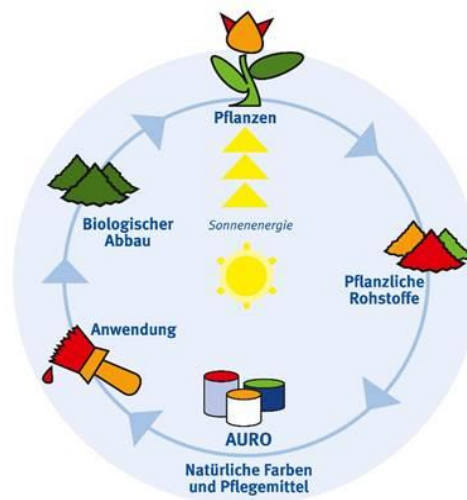 Pflanzen
Sonnenenergie
Pflanzliche
Rohstoffe
AURO
Natürliche Farben
und Pflegemittel
Anwendung
Biologischer
Abbau